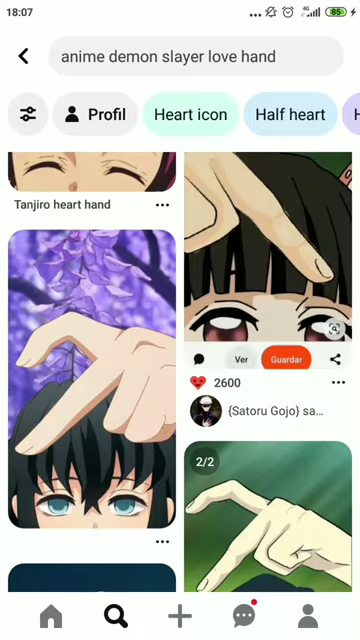 18:07
4G
85
anime demon slayer love hand
Profil
Heart icon
Half heart
H
Tanjiro heart hand
Ver
Guardar
2600
{Satoru Gojo} sa...
2/2